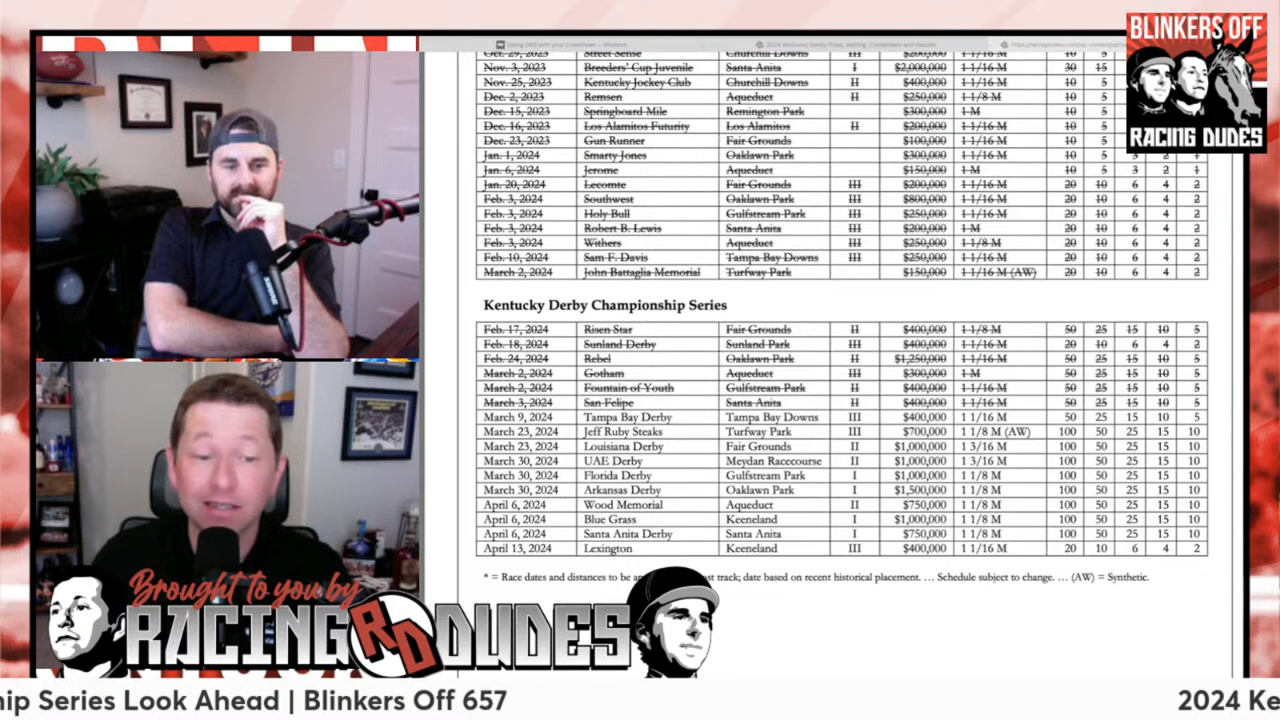 BLINKERS OFF
RACING DUDES
Oct. 29, 2023 Street Sense Churchill Downs III $200,000 1 1/16 M 10 5
Nov. 3, 2023 Breeders' Cup Juvenile Santa Anita I $2,000,000 1 1/16 M 30 15
Nov. 25, 2023 Kentucky Jockey Club Churchill Downs II $400,000 1 1/16 M 10 5
Dec. 2, 2023 Remsen Aqueduct II $250,000 1 1/8 M 10 5
Dec. 15, 2023 Springboard Mile Remington Park $300,000 1 M 10 5
Dec. 16, 2023 Los Alamitos Futurity Los Alamitos II $200,000 1 1/16 M 10 5
Dec. 23, 2023 Gun Runner Fair Grounds $100,000 1 1/16 M 10 5
Jan. 1, 2024 Smarty Jones Oaklawn Park $300,000 1 1/16 M 10 5 3 2 1
Jan. 6, 2024 Jerome Aqueduct $150,000 1 M 10 5 3 2 1
Jan. 20, 2024 Lecomte Fair Grounds III $200,000 1 1/16 M 20 10 6 4 2
Feb. 3, 2024 Southwest Oaklawn Park III $800,000 1 1/16 M 20 10 6 4 2
Feb. 3, 2024 Holy Bull Gulfstream Park III $250,000 1 1/16 M 20 10 6 4 2
Feb. 3, 2024 Robert B. Lewis Santa Anita III $200,000 1 M 20 10 6 4 2
Feb. 3, 2024 Withers Aqueduct III $250,000 1 1/8 M 20 10 6 4 2
Feb. 10, 2024 Sam F. Davis Tampa Bay Downs III $250,000 1 1/16 M 20 10 6 4 2
March 2, 2024 John Battaglia Memorial Turfway Park $150,000 1 1/16 M (AW) 20 10 6 4 2
Kentucky Derby Championship Series
Feb. 17, 2024 Risen Star Fair Grounds II $400,000 1 1/8 M 50 25 15 10 5
Feb. 18, 2024 Sunland Derby Sunland Park III $400,000 1 1/16 M 20 10 6 4 2
Feb. 24, 2024 Rebel Oaklawn Park II $1,250,000 1 1/16 M 50 25 15 10 5
March 2, 2024 Gotham Aqueduct III $300,000 1 M 50 25 15 10 5
March 2, 2024 Fountain of Youth Gulfstream Park II $400,000 1 1/16 M 50 25 15 10 5
March 3, 2024 San Felipe Santa Anita II $400,000 1 1/16 M 50 25 15 10 5
March 9, 2024 Tampa Bay Derby Tampa Bay Downs III $400,000 1 1/16 M 50 25 15 10 5
March 23, 2024 Jeff Ruby Steaks Turfway Park III $700,000 1 1/8 M (AW) 100 50 25 15 10
March 23, 2024 Louisiana Derby Fair Grounds II $1,000,000 1 3/16 M 100 50 25 15 10
March 30, 2024 UAE Derby Meydan Racecourse II $1,000,000 1 3/16 M 100 50 25 15 10
March 30, 2024 Florida Derby Gulfstream Park I $1,000,000 1 1/8 M 100 50 25 15 10
March 30, 2024 Arkansas Derby Oaklawn Park I $1,500,000 1 1/8 M 100 50 25 15 10
April 6, 2024 Wood Memorial Aqueduct II $750,000 1 1/8 M 100 50 25 15 10
April 6, 2024 Blue Grass Keeneland I $1,000,000 1 1/8 M 100 50 25 15 10
April 6, 2024 Santa Anita Derby Santa Anita I $750,000 1 1/8 M 100 50 25 15 10
April 13, 2024 Lexington Keeneland III $400,000 1 1/16 M 20 10 6 4 2
* = Race dates and distances to be an st track; date based on recent historical placement. … Schedule subject to change. … (AW) = Synthetic.
Brought to you by
RACING RD DUDES
ip Series Look Ahead | Blinkers Off 657 2024 Ke